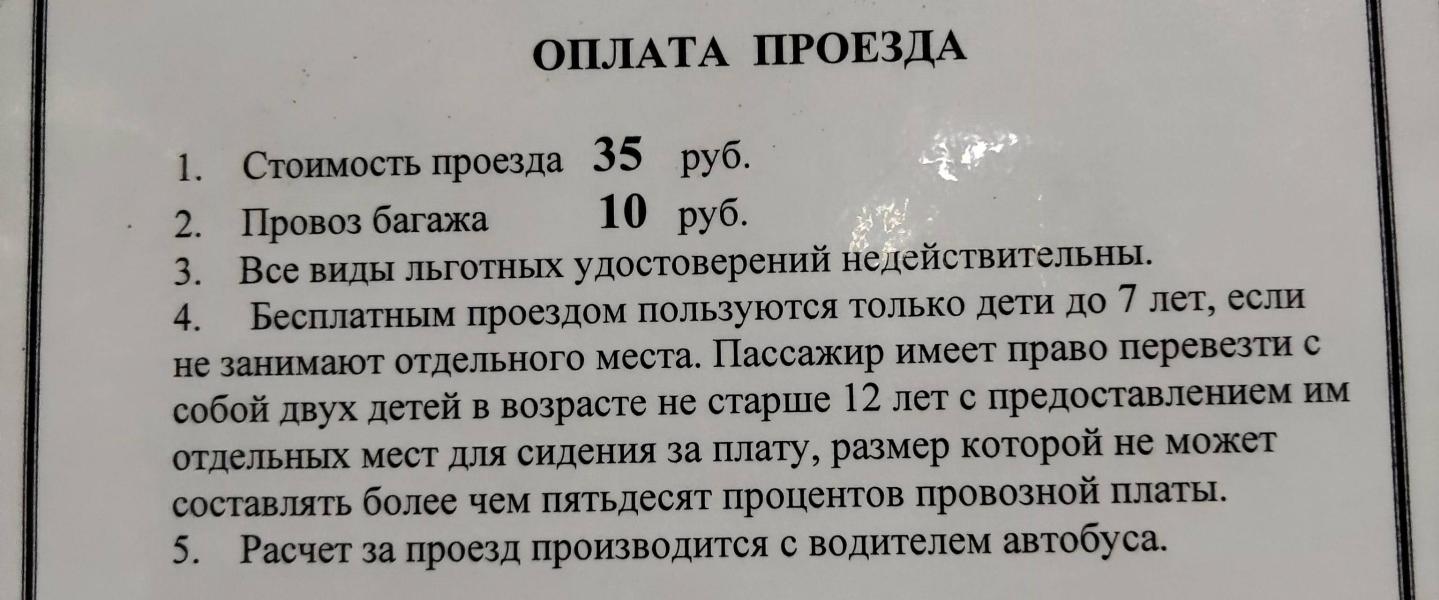 ОПЛАТА ПРОЕЗДА
1. Стоимость проезда 35 руб.
2. Провоз багажа 10 руб.
3. Все виды льготных удостоверений недействительны.
4. Бесплатным проездом пользуются только дети до 7 лет, если
не занимают отдельного места. Пассажир имеет право перевезти с
собой двух детей в возрасте не старше 12 лет с предоставлением им
отдельных мест для сидения за плату, размер которой не может
составлять более чем пятьдесят процентов провозной платы.
5. Расчет за проезд производится с водителем автобуса.